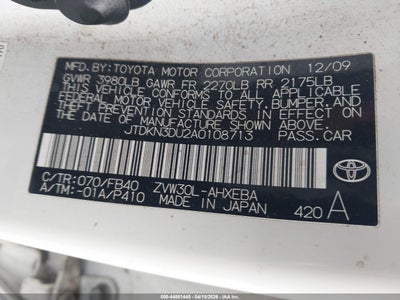 MFD.BY:TOYOTA MOTOR CORPORATION 12/09
GVWR 3980LB GAWR FR 2270LB RR 2175LB
THIS VEHICLE CONFORMS TO ALL APPLICABLE
FEDERAL MOTOR VEHICLE SAFETY, BUMPER, AND
THEFT PREVENTION STANDARDS IN EFFECT ON THE
DATE OF MANUFACTURE SHOWN ABOVE.
JTDKN3DU2A0108713 PASS.CAR
C/TR:070/FB40 ZVW30L-AHXEBA
A/TM:-01A/P410 MADE IN JAPAN 420 A
TOYOTA